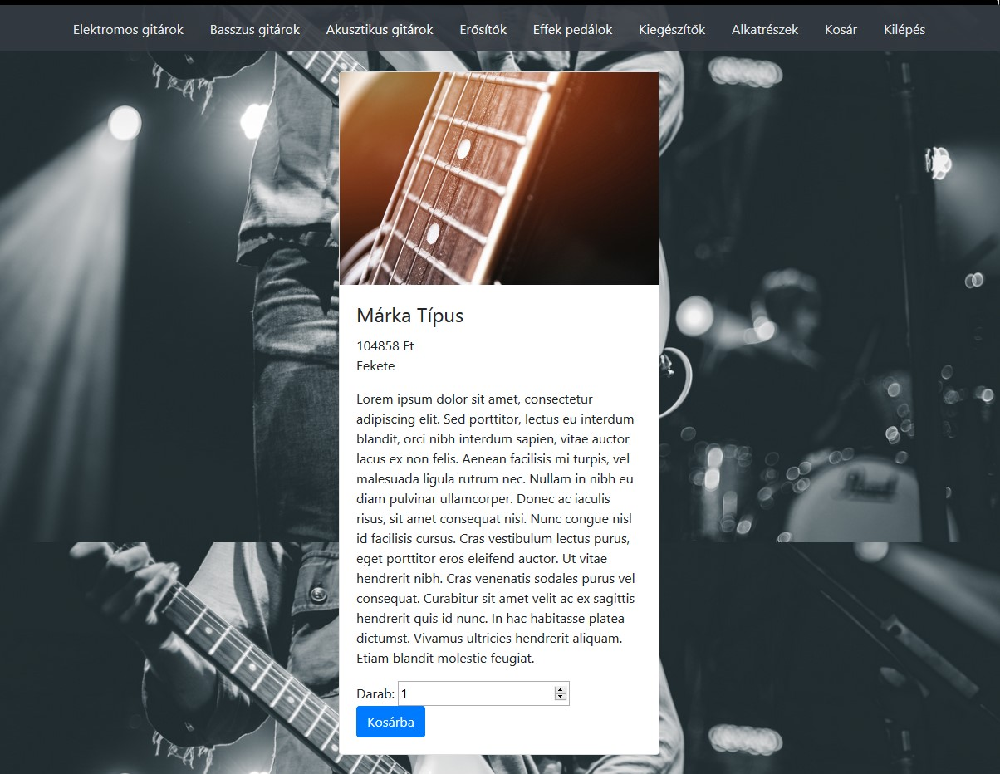 Elektromos gitárok Basszus gitárok Akusztikus gitárok Erősítők Effek pedálok Kiegészítők Alkatrészek Kosár Kilépés
Márka Típus
104858 Ft
Fekete
Lorem ipsum dolor sit amet, consectetur
adipiscing elit. Sed porttitor, lectus eu interdum
blandit, orci nibh interdum sapien, vitae auctor
lacus ex non felis. Aenean facilisis mi turpis, vel
malesuada ligula rutrum nec. Nullam in nibh eu
diam pulvinar ullamcorper. Donec ac iaculis
risus, sit amet consequat nisi. Nunc congue nisl
id facilisis cursus. Cras vestibulum lectus purus,
eget porttitor eros eleifend auctor. Ut vitae
hendrerit nibh. Cras venenatis sodales purus vel
consequat. Curabitur sit amet velit ac ex sagittis
hendrerit quis id nunc. In hac habitasse platea
dictumst. Vivamus ultricies hendrerit aliquam.
Etiam blandit molestie feugiat.
Darab: 1
Kosárba